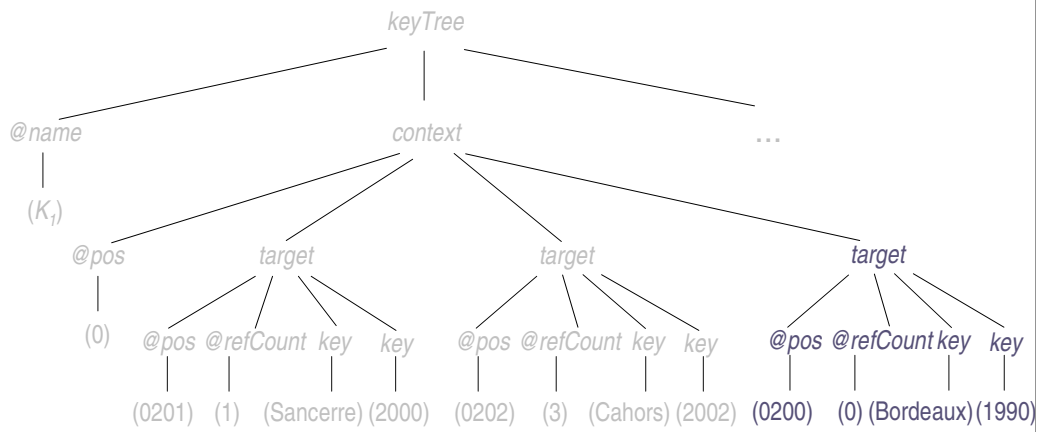 keyTree
@name context ...
(K1)
@pos target target target
(0) @pos @refCount key key @pos @refCount key key @pos @refCount key key
(0201) (1) (Sancerre) (2000) (0202) (3) (Cahors) (2002) (0200) (0) (Bordeaux) (1990)